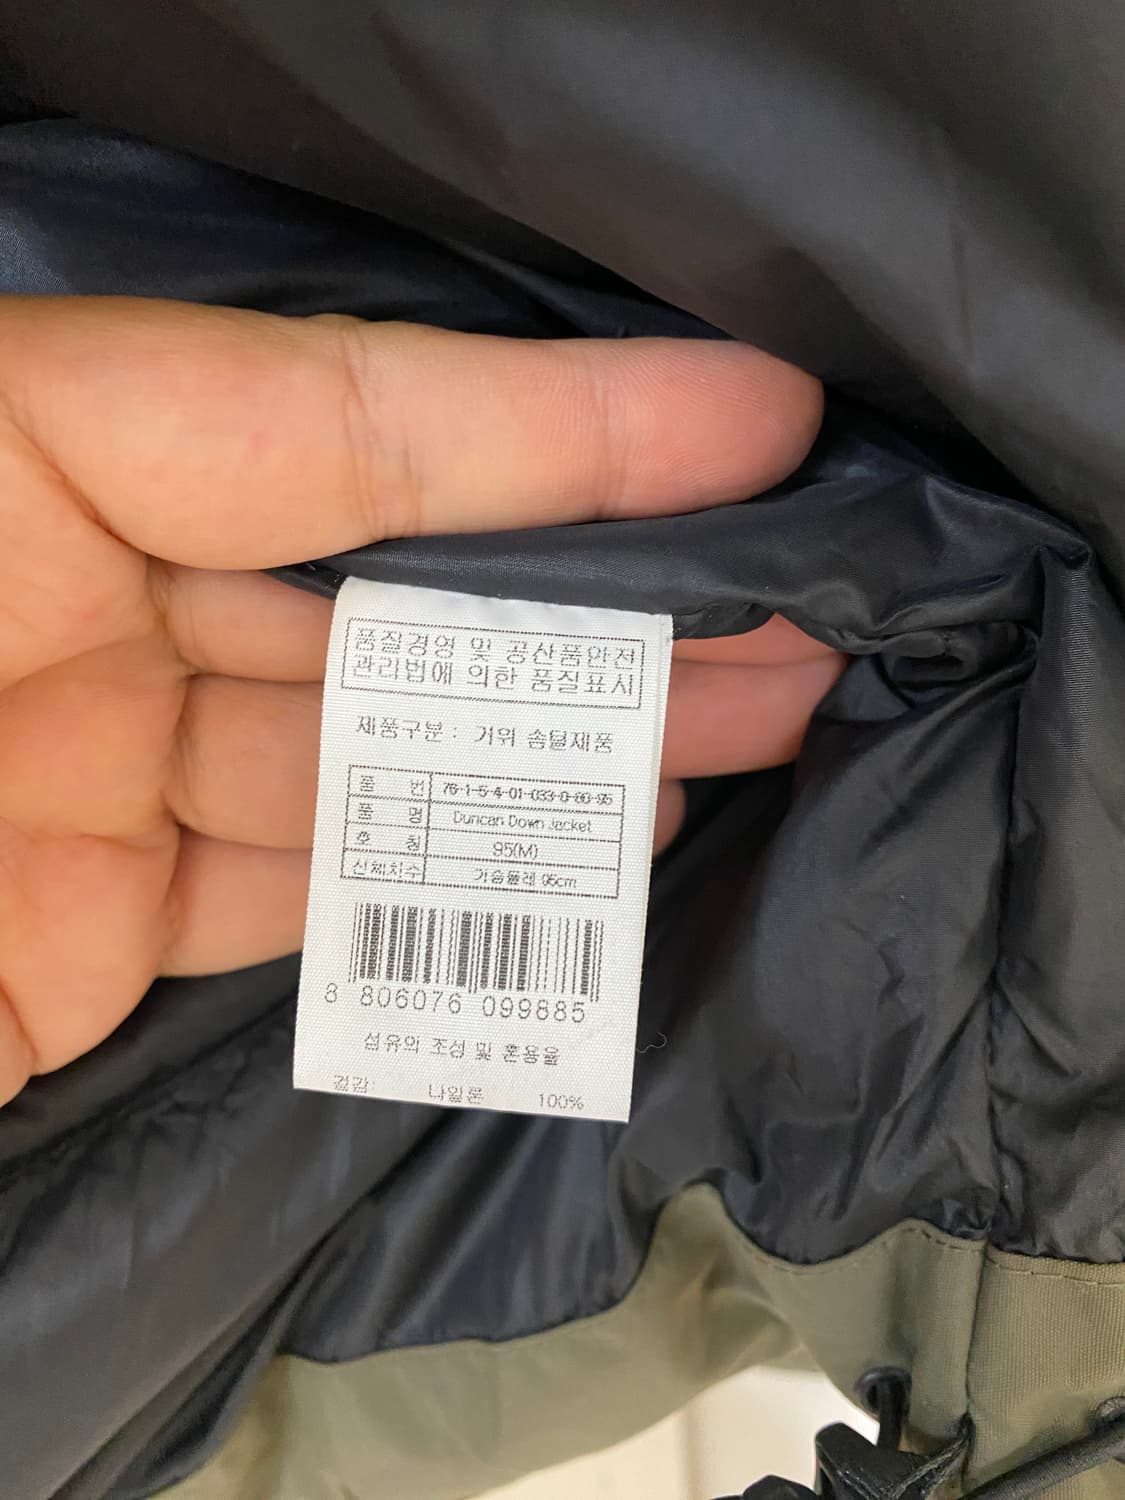 품질경영 및 공산품안전
관리법에 의한 품질표시
제품구분 : 거위 솜털제품
품 번 76-1-5-4-01-033-0-60-95
품 명 Duncan Down Jacket
호 칭 95(M)
신체치수 가슴둘레 95cm
8 806076 099885
섬유의 조성 및 혼용율
겉감: 나일론 100%